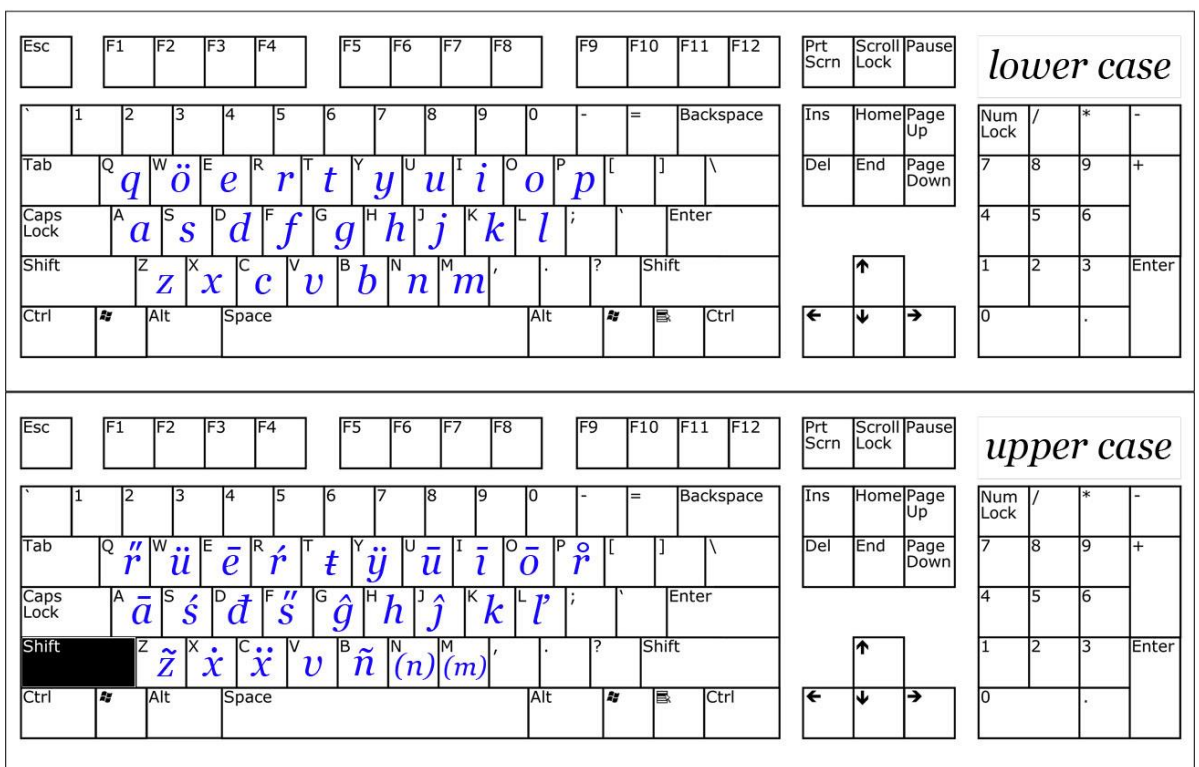 Esc F1 F2 F3 F4 F5 F6 F7 F8 F9 F10 F11 F12 Prt Scrn Scroll Lock Pause lower case
` 1 2 3 4 5 6 7 8 9 0 - = Backspace Ins Home Page Up Num Lock / * -
Tab Q q W ö E e R r T t Y y U u I i O o P p [ ] \ Del End Page Down 7 8 9 +
Caps Lock A a S s D d F f G g H h J j K k L l ; ` Enter 4 5 6
Shift Z z X x C c V v B b N n M m , . ? Shift ↑ 1 2 3 Enter
Ctrl Alt Space Alt Ctrl ← ↓ → 0 .
Esc F1 F2 F3 F4 F5 F6 F7 F8 F9 F10 F11 F12 Prt Scrn Scroll Lock Pause upper case
` 1 2 3 4 5 6 7 8 9 0 - = Backspace Ins Home Page Up Num Lock / * -
Tab Q r̋ W ü E ē R ŕ T ŧ Y ÿ U ū I ī O ō P r̊ [ ] \ Del End Page Down 7 8 9 +
Caps Lock A ā S ś D đ F s̋ G ĝ H h J ĵ K k L ľ ; ` Enter 4 5 6
Shift Z z̃ X ẋ C ẍ V v B ñ N (n) M (m) , . ? Shift ↑ 1 2 3 Enter
Ctrl Alt Space Alt Ctrl ← ↓ → 0 .